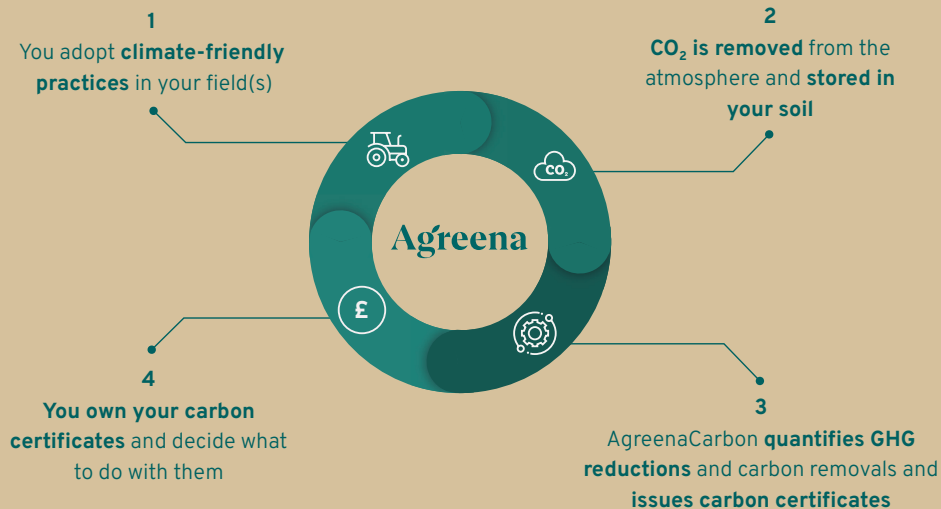 1
You adopt climate-friendly
practices in your field(s)
2
CO₂ is removed from the
atmosphere and stored in
your soil
CO₂
Agreena
£
4
You own your carbon
certificates and decide what
to do with them
3
AgreenaCarbon quantifies GHG
reductions and carbon removals and
issues carbon certificates